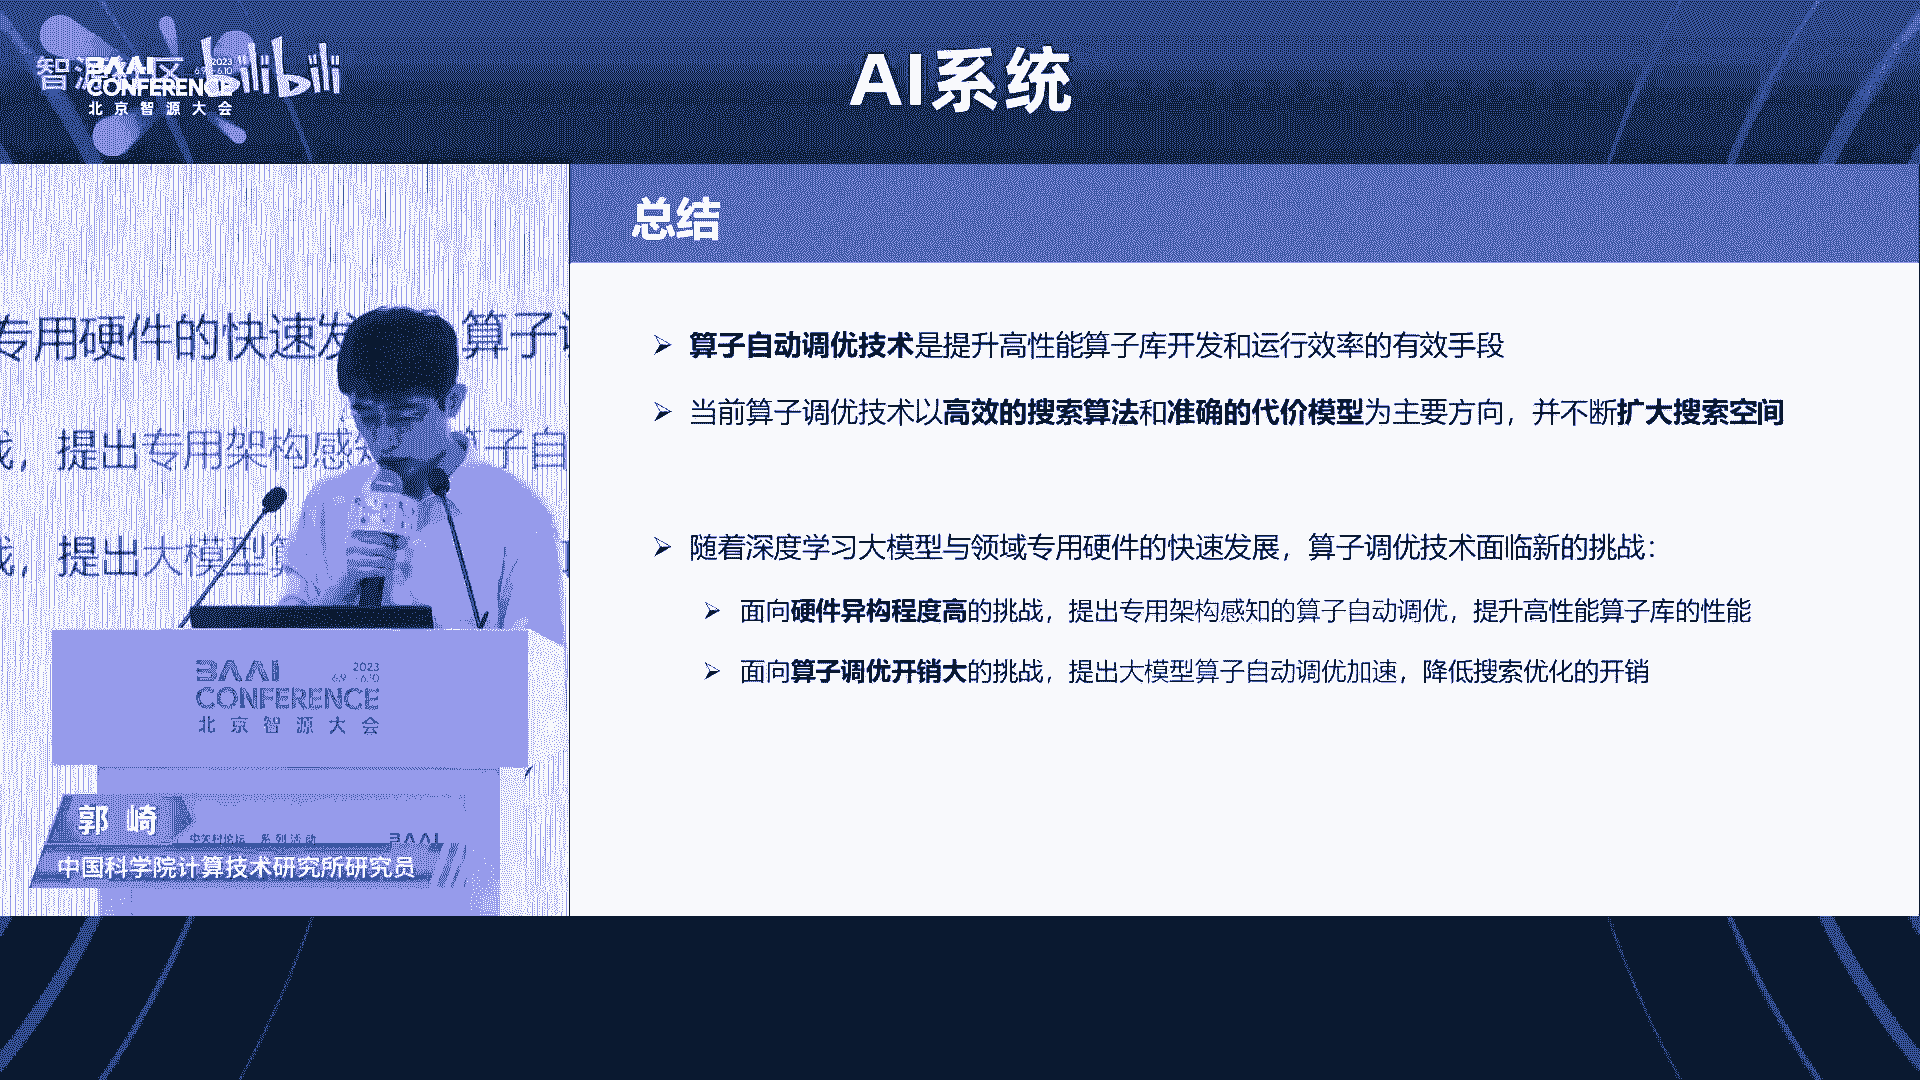 智源社区 bilibili
BAAI 2023
CONFERENCE 6.9 - 6.10
北京智源大会
AI系统
总结
专用硬件的快速发 算子
，提出专用架构感 算子自
，提出大模型
➢ 算子自动调优技术是提升高性能算子库开发和运行效率的有效手段
➢ 当前算子调优技术以高效的搜索算法和准确的代价模型为主要方向，并不断扩大搜索空间
➢ 随着深度学习大模型与领域专用硬件的快速发展，算子调优技术面临新的挑战：
➢ 面向硬件异构程度高的挑战，提出专用架构感知的算子自动调优，提升高性能算子库的性能
➢ 面向算子调优开销大的挑战，提出大模型算子自动调优加速，降低搜索优化的开销
BAAI 2023
6.9 - 6.10
CONFERENCE
北京智源大会
郭 崎
中关村论坛 系列活动 BAAI
中国科学院计算技术研究所研究员